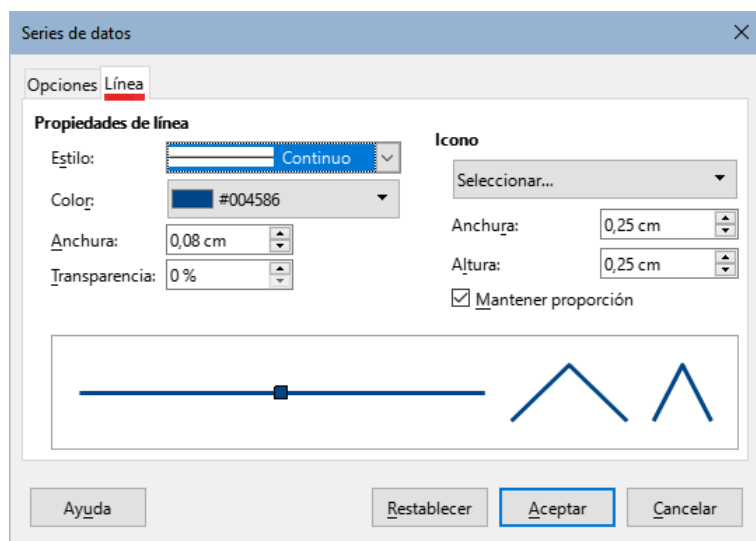 Series de datos
Opciones Línea
Propiedades de línea
Estilo: Continuo
Color: #004586
Anchura: 0,08 cm
Transparencia: 0 %
Icono
Seleccionar...
Anchura: 0,25 cm
Altura: 0,25 cm
Mantener proporción
Ayuda Restablecer Aceptar Cancelar